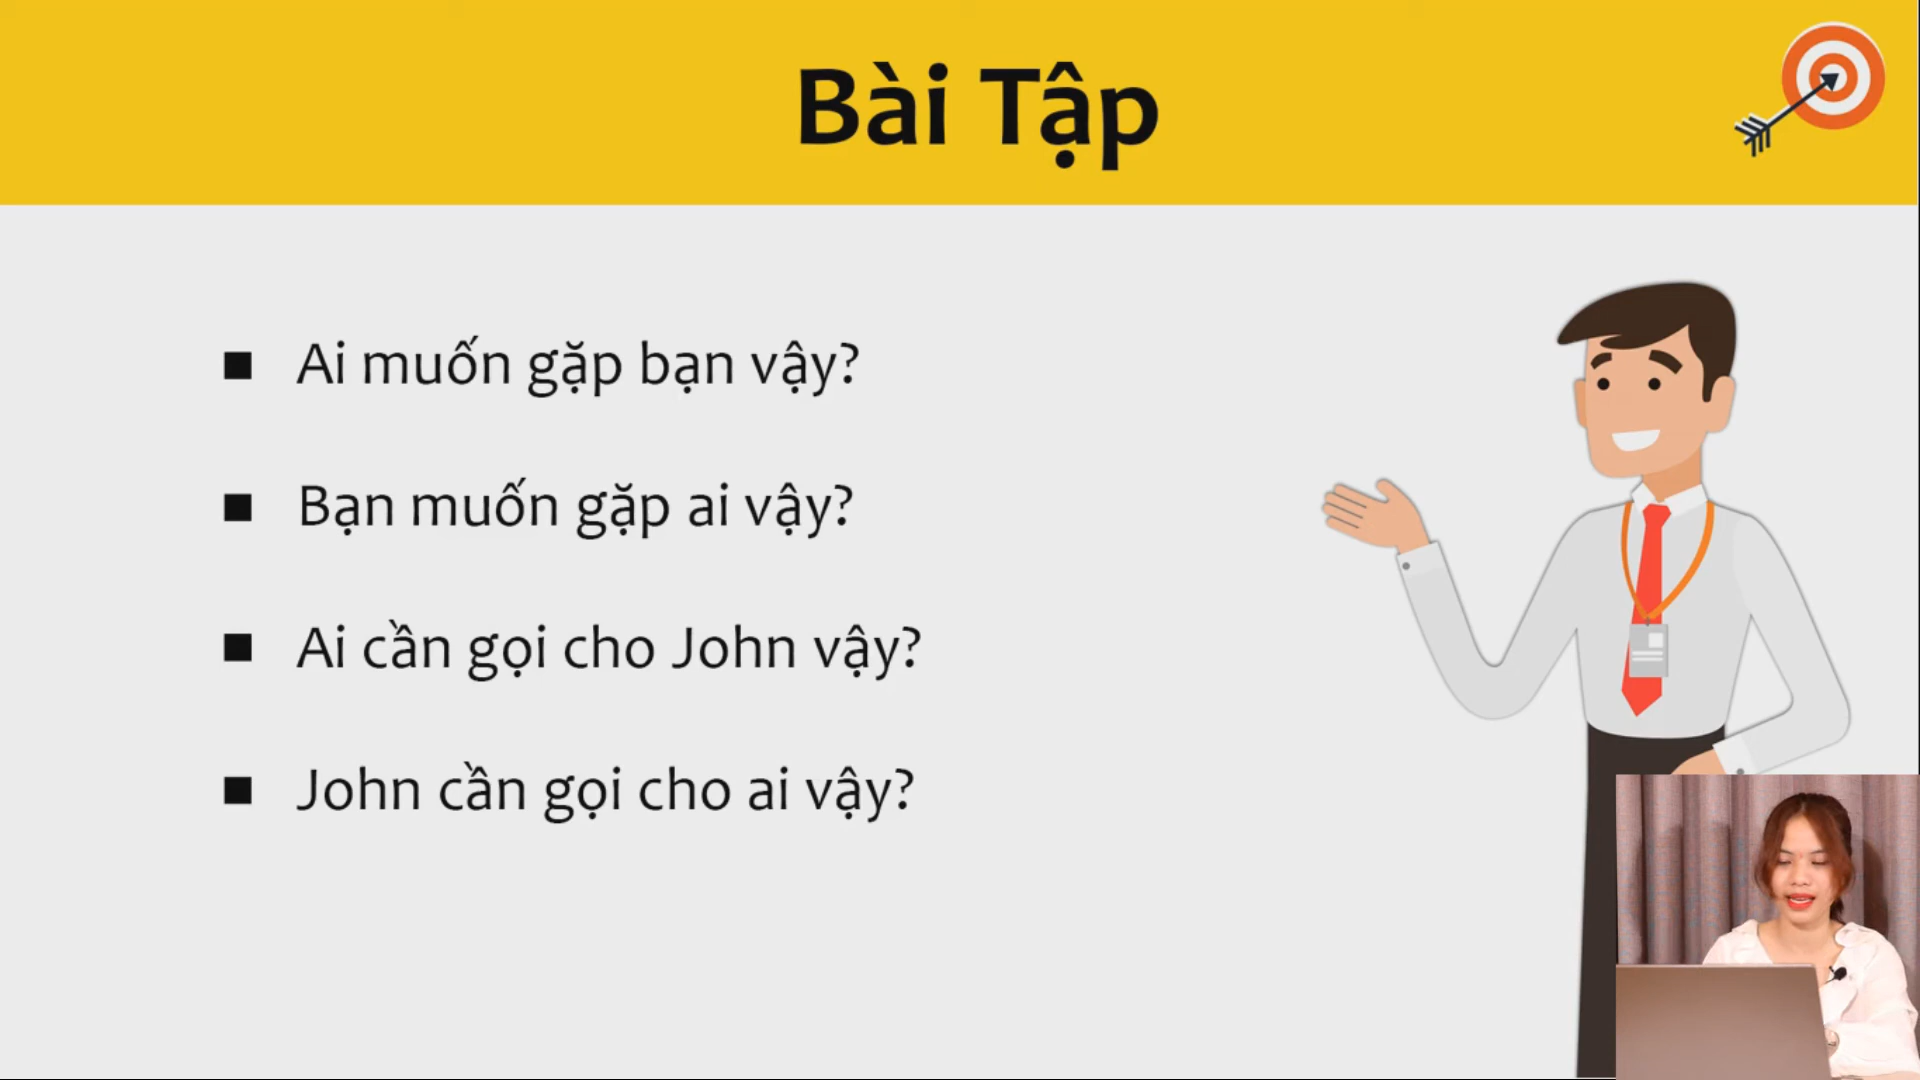 Bài Tập
Ai muốn gặp bạn vậy?
Bạn muốn gặp ai vậy?
Ai cần gọi cho John vậy?
John cần gọi cho ai vậy?